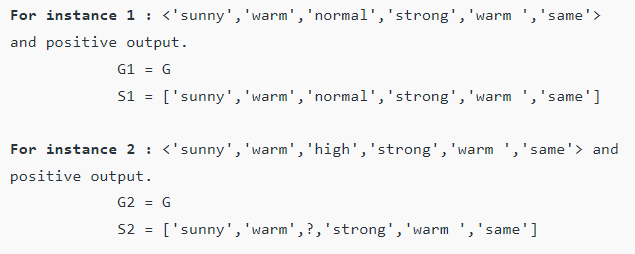 For instance 1 : <'sunny','warm','normal','strong','warm ','same'>
and positive output.
G1 = G
S1 = ['sunny','warm','normal','strong','warm ','same']
For instance 2 : <'sunny','warm','high','strong','warm ','same'> and
positive output.
G2 = G
S2 = ['sunny','warm',?,'strong','warm ','same']